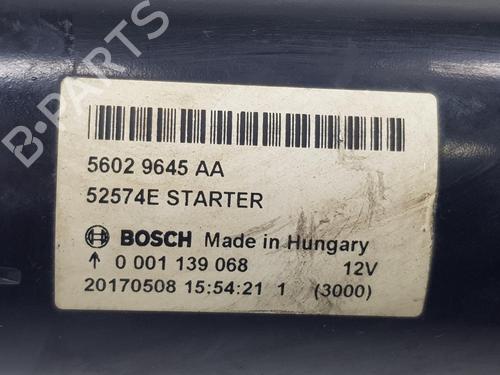 5602 9645 AA
52574E STARTER
BOSCH Made in Hungary
↑ 0 001 139 068 12V
20170508 15:54:21 1 (3000)
B-PARTS